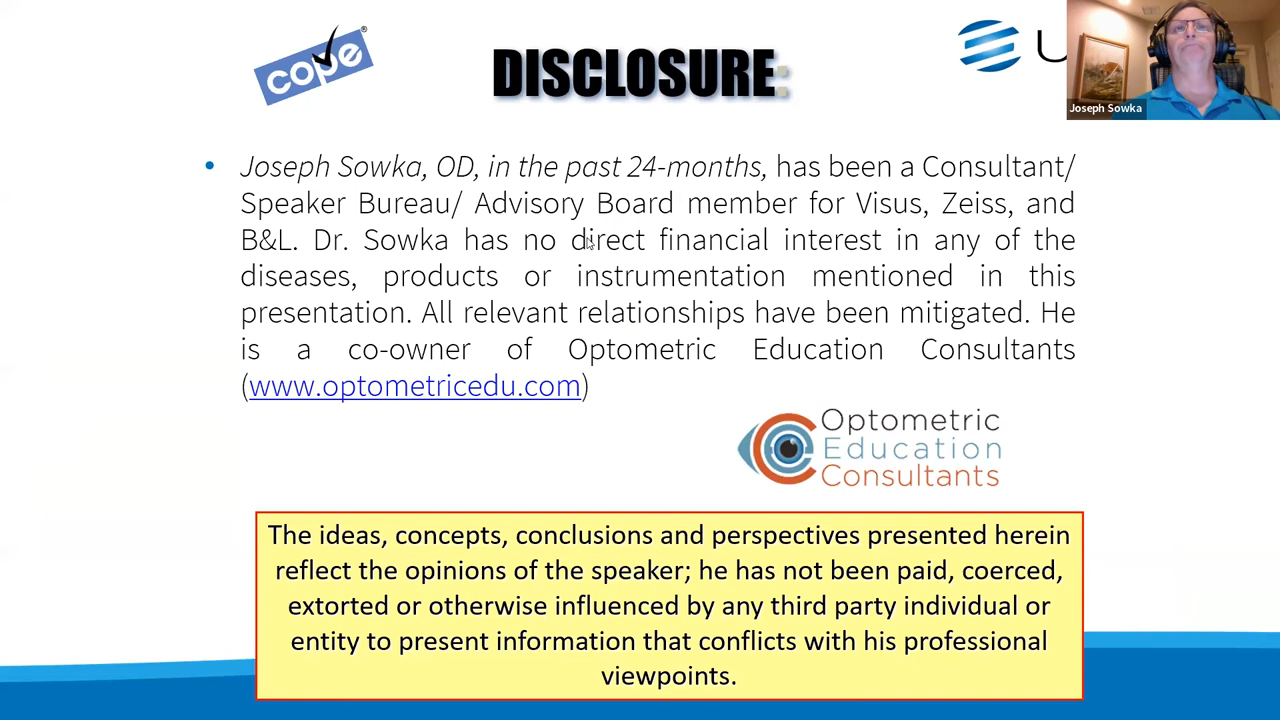 cope®
DISCLOSURE:
U
Joseph Sowka
• Joseph Sowka, OD, in the past 24-months, has been a Consultant/
Speaker Bureau/ Advisory Board member for Visus, Zeiss, and
B&L. Dr. Sowka has no direct financial interest in any of the
diseases, products or instrumentation mentioned in this
presentation. All relevant relationships have been mitigated. He
is a co-owner of Optometric Education Consultants
(www.optometricedu.com)
Optometric
Education
Consultants
The ideas, concepts, conclusions and perspectives presented herein
reflect the opinions of the speaker; he has not been paid, coerced,
extorted or otherwise influenced by any third party individual or
entity to present information that conflicts with his professional
viewpoints.